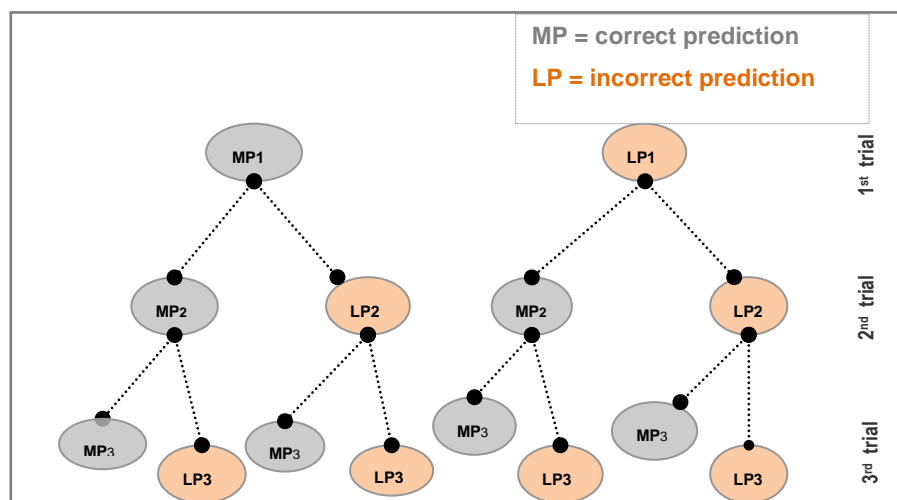 MP = correct prediction
LP = incorrect prediction
MP1
LP1
1st trial
MP2
LP2
MP2
LP2
2nd trial
MP3
LP3
MP3
LP3
MP3
LP3
MP3
LP3
3rd trial